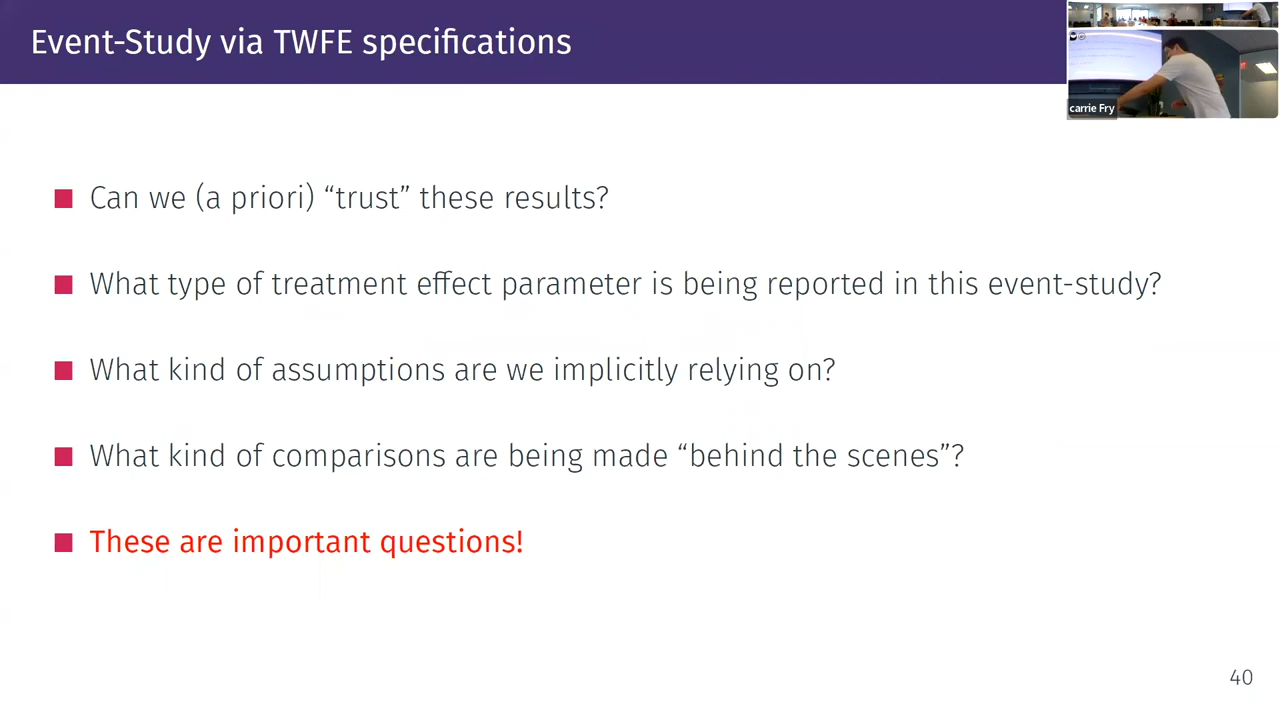 Event-Study via TWFE specifications
carrie Fry
Can we (a priori) “trust” these results?
What type of treatment effect parameter is being reported in this event-study?
What kind of assumptions are we implicitly relying on?
What kind of comparisons are being made “behind the scenes”?
These are important questions!
40